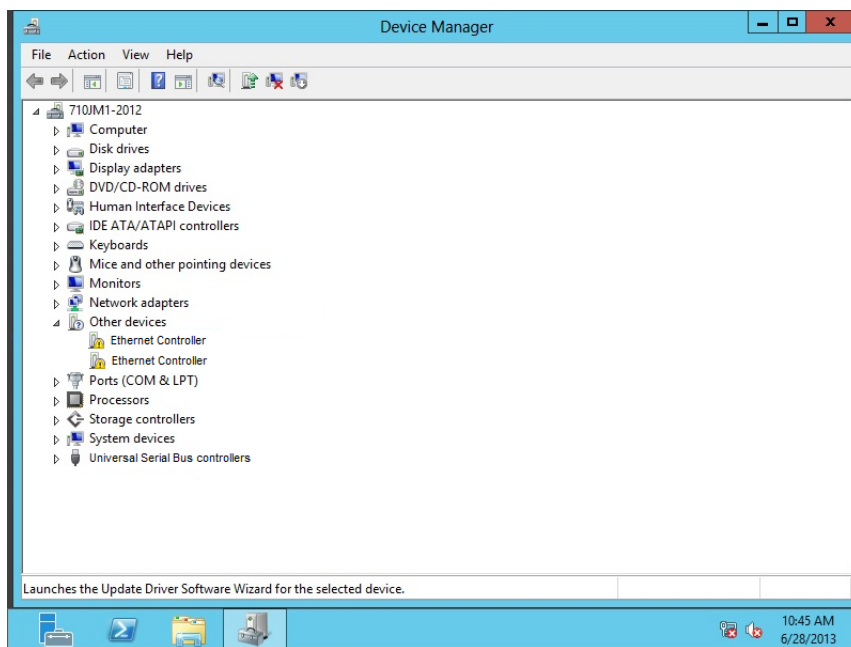 Device Manager
File Action View Help
710JM1-2012
Computer
Disk drives
Display adapters
DVD/CD-ROM drives
Human Interface Devices
IDE ATA/ATAPI controllers
Keyboards
Mice and other pointing devices
Monitors
Network adapters
Other devices
Ethernet Controller
Ethernet Controller
Ports (COM & LPT)
Processors
Storage controllers
System devices
Universal Serial Bus controllers
Launches the Update Driver Software Wizard for the selected device.
10:45 AM
6/28/2013